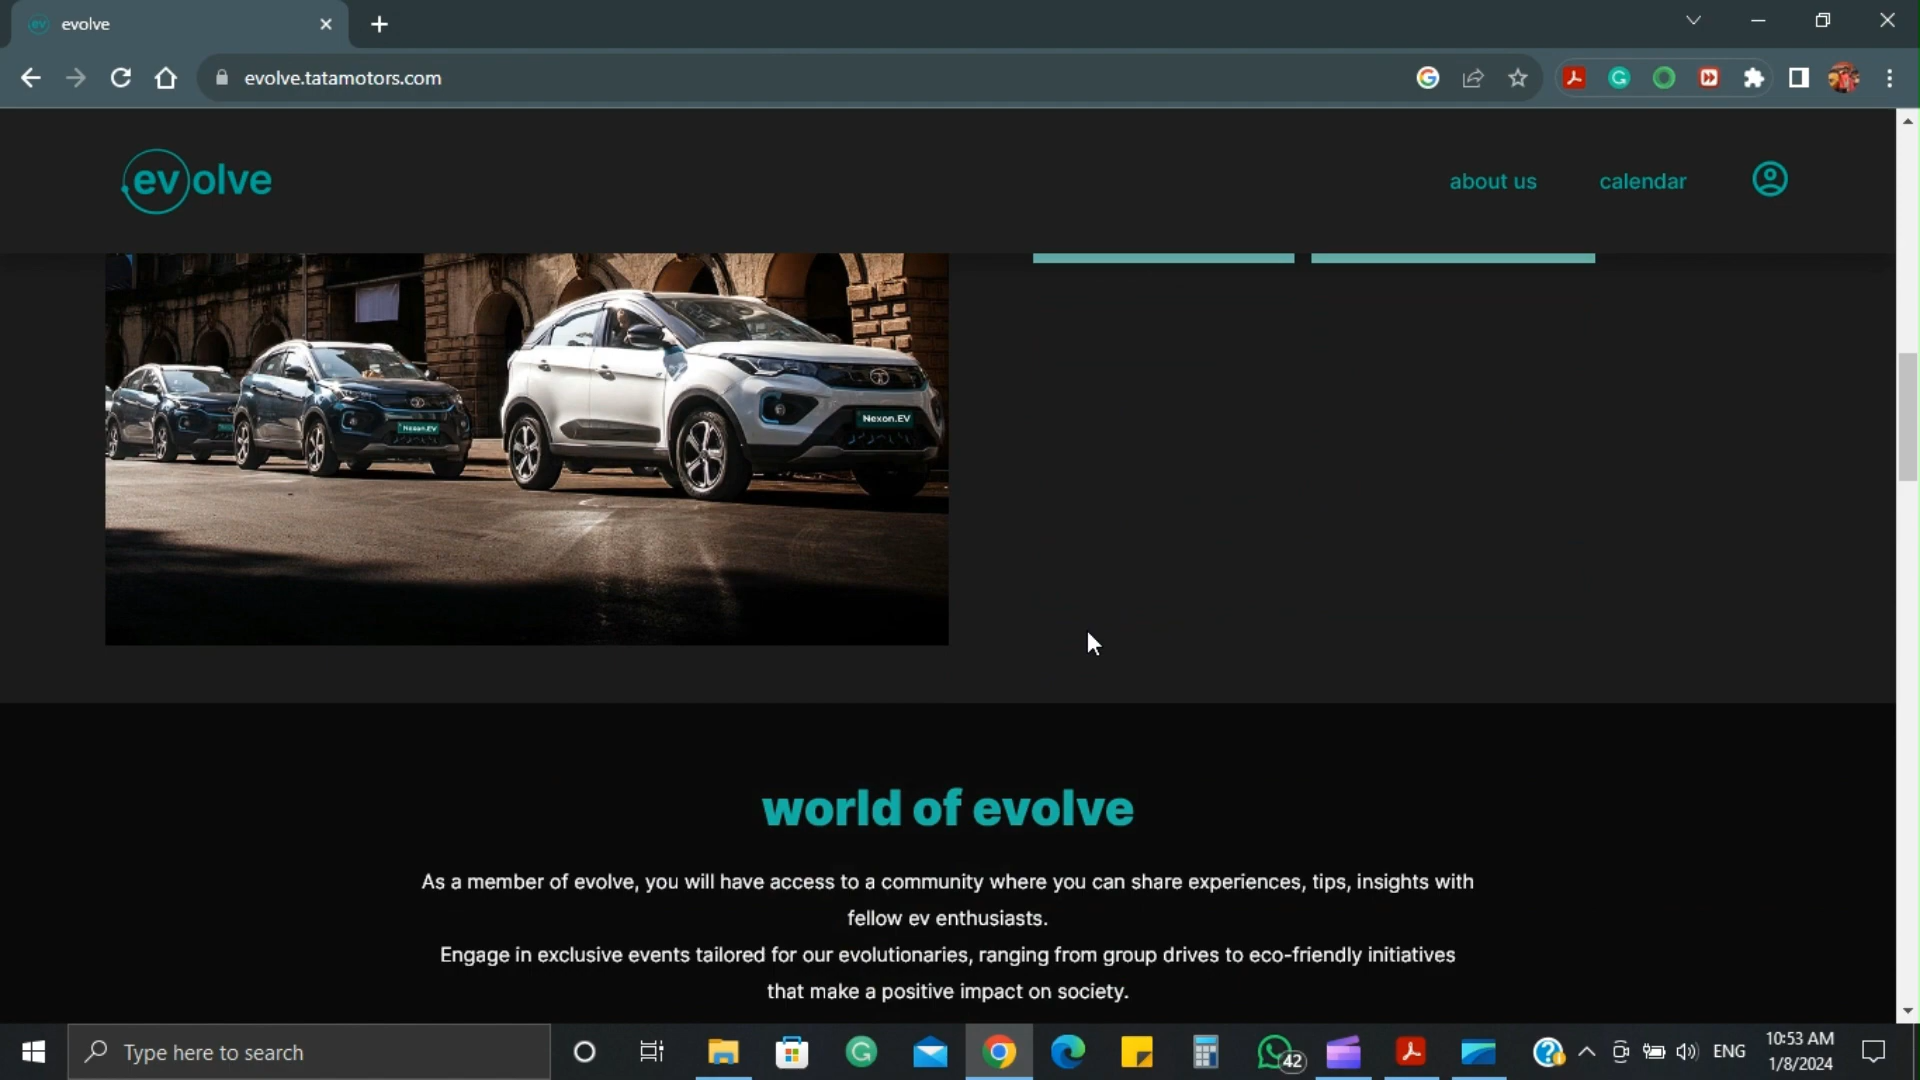 evolve
evolve.tatamotors.com
evolve
about us
calendar
Nexon.EV
Nexon.EV
world of evolve
As a member of evolve, you will have access to a community where you can share experiences, tips, insights with
fellow ev enthusiasts.
Engage in exclusive events tailored for our evolutionaries, ranging from group drives to eco-friendly initiatives
that make a positive impact on society.
Type here to search
42
ENG
10:53 AM
1/8/2024